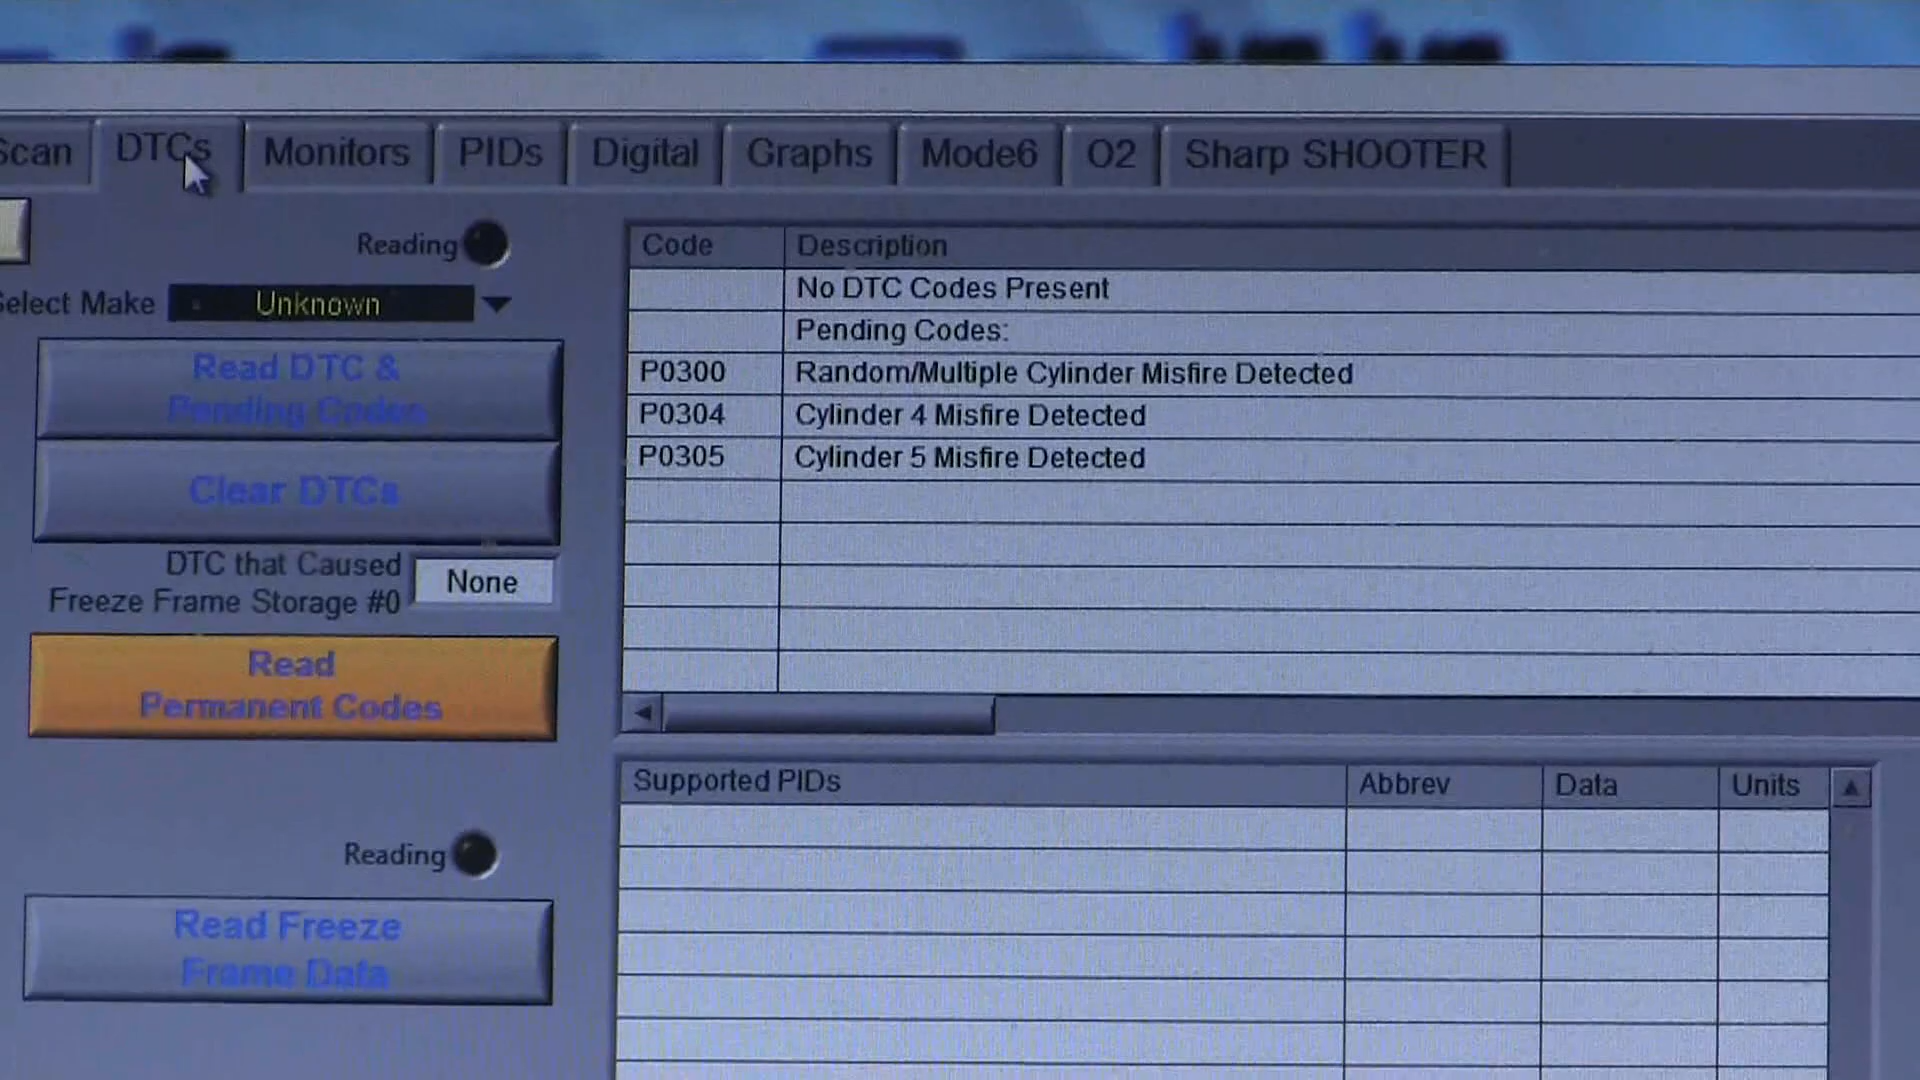 Scan DTCs Monitors PIDs Digital Graphs Mode6 O2 Sharp SHOOTER
Reading
Select Make Unknown
Read DTC &
Pending Codes
Clear DTCs
DTC that Caused
Freeze Frame Storage #0
None
Read
Permanent Codes
Reading
Read Freeze
Frame Data
Code Description
No DTC Codes Present
Pending Codes:
P0300 Random/Multiple Cylinder Misfire Detected
P0304 Cylinder 4 Misfire Detected
P0305 Cylinder 5 Misfire Detected
Supported PIDs Abbrev Data Units